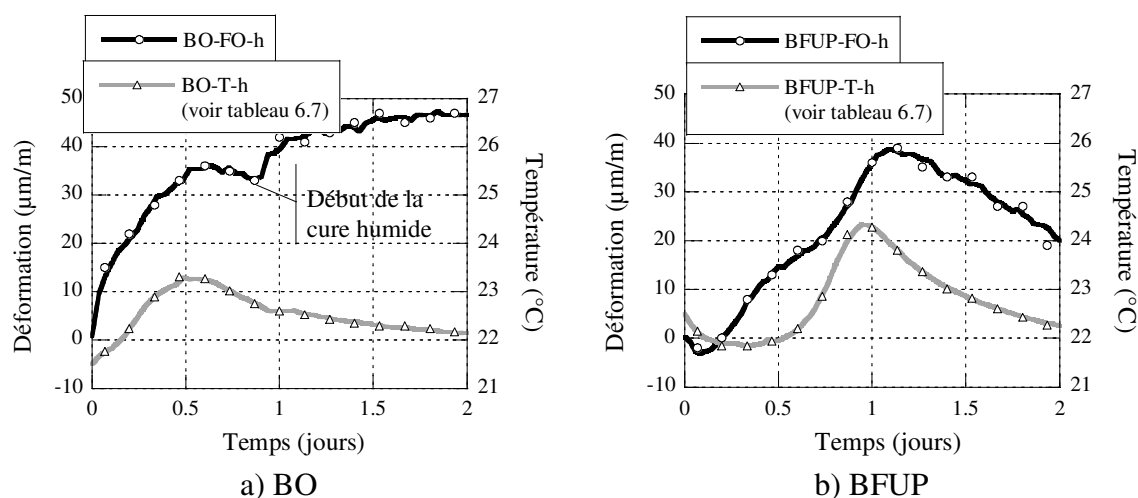 BO-FO-h
BO-T-h
(voir tableau 6.7)
50
40
30
20
10
0
-10
Déformation (µm/m)
27
26
25
24
23
22
21
Température (°C)
Début de la
cure humide
0
0.5
1
1.5
2
Temps (jours)
a) BO
BFUP-FO-h
BFUP-T-h
(voir tableau 6.7)
50
40
30
20
10
0
-10
Déformation (µm/m)
27
26
25
24
23
22
21
Température (°C)
0
0.5
1
1.5
2
Temps (jours)
b) BFUP